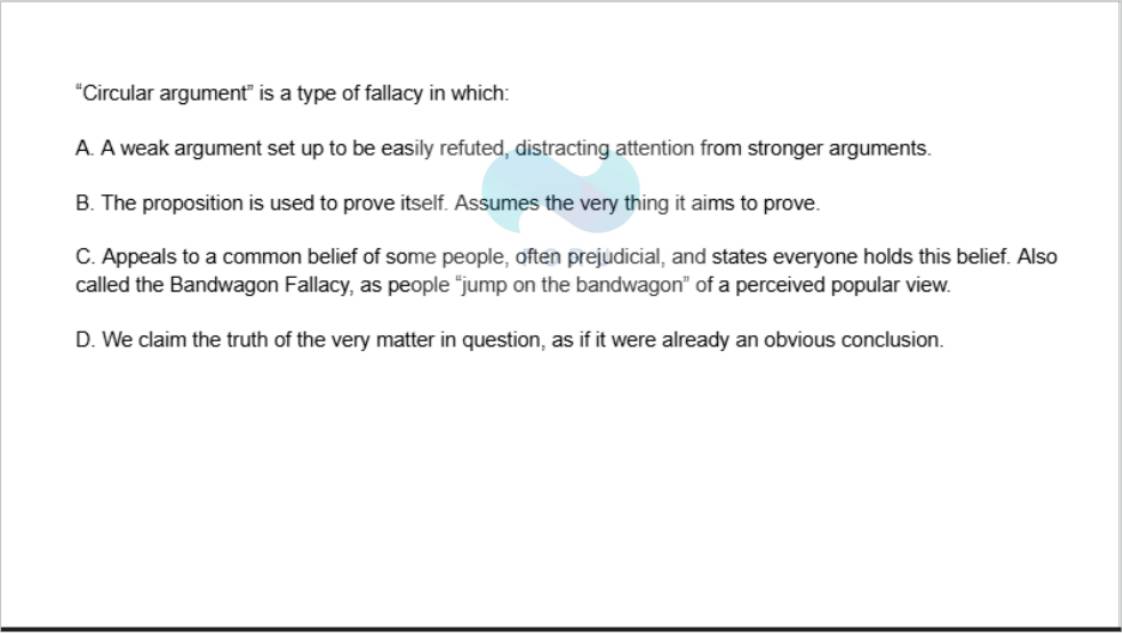 “Circular argument” is a type of fallacy in which:
A. A weak argument set up to be easily refuted, distracting attention from stronger arguments.
B. The proposition is used to prove itself. Assumes the very thing it aims to prove.
C. Appeals to a common belief of some people, often prejudicial, and states everyone holds this belief. Also
called the Bandwagon Fallacy, as people “jump on the bandwagon” of a perceived popular view.
D. We claim the truth of the very matter in question, as if it were already an obvious conclusion.